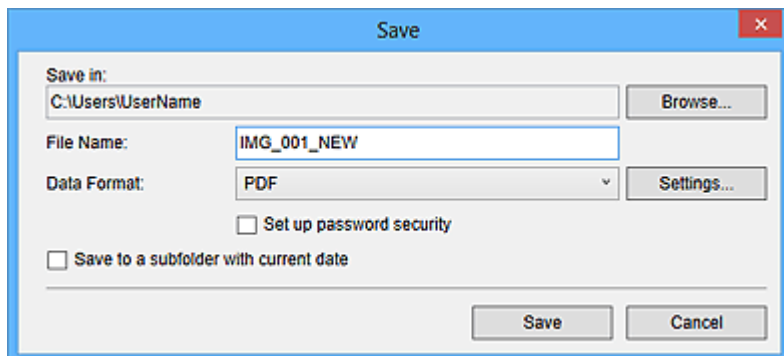 Save
Save in:
C:\Users\UserName
Browse...
File Name:
IMG_001_NEW
Data Format:
PDF
Settings...
Set up password security
Save to a subfolder with current date
Save
Cancel